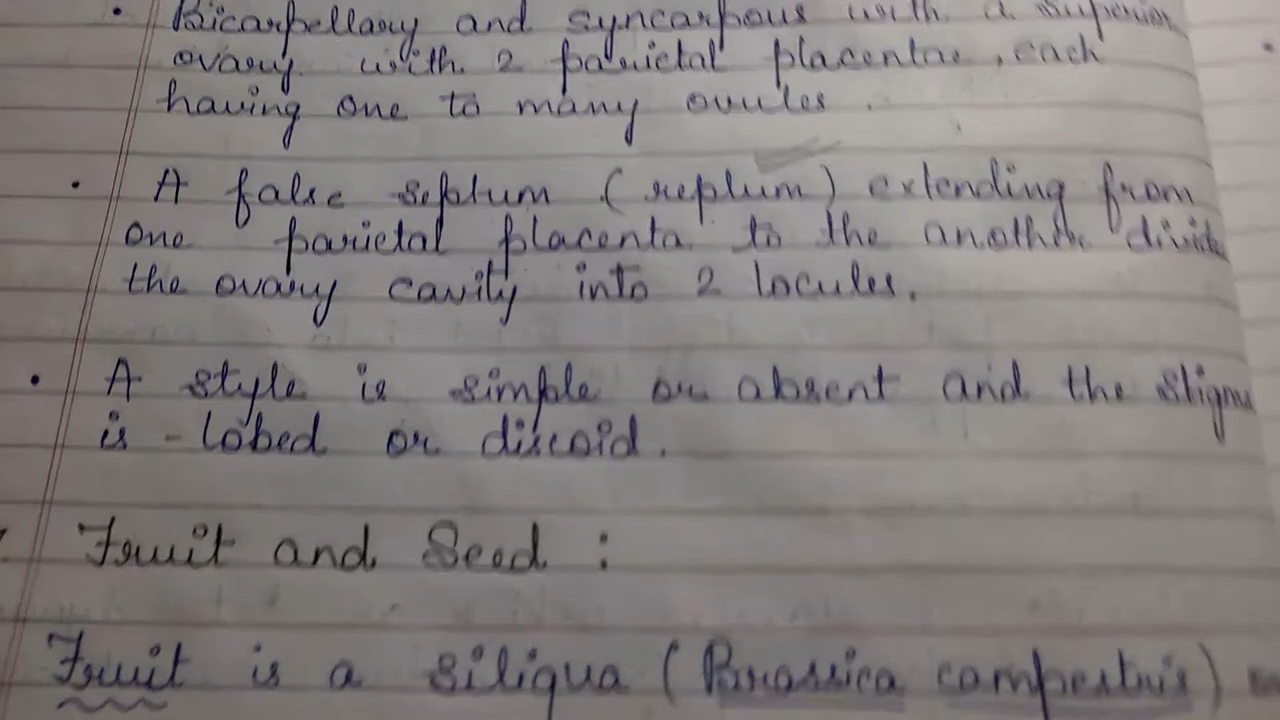 • Bicarpellary and syncarpous with a superior
ovary with 2 parietal placentae, each
having one to many ovules.
• A false septum (replum) extending from
one parietal placenta to the another divide
the ovary cavity into 2 locules.
• A style is simple or absent and the stigma
is - lobed or discoid.
Fruit and Seed :
Fruit is a siliqua (Brassica campestris)